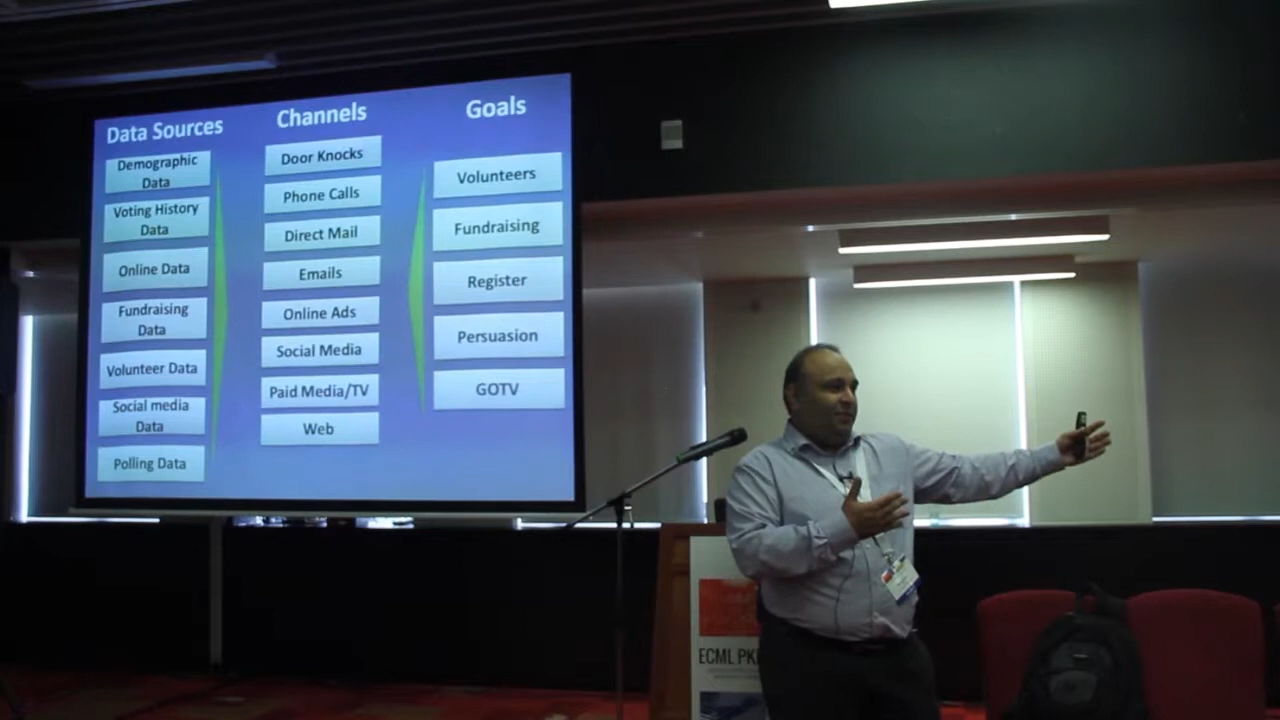 Data Sources
Demographic
Data
Voting History
Data
Online Data
Fundraising
Data
Volunteer Data
Social media
Data
Polling Data
Channels
Door Knocks
Phone Calls
Direct Mail
Emails
Online Ads
Social Media
Paid Media/TV
Web
Goals
Volunteers
Fundraising
Register
Persuasion
GOTV
ECML